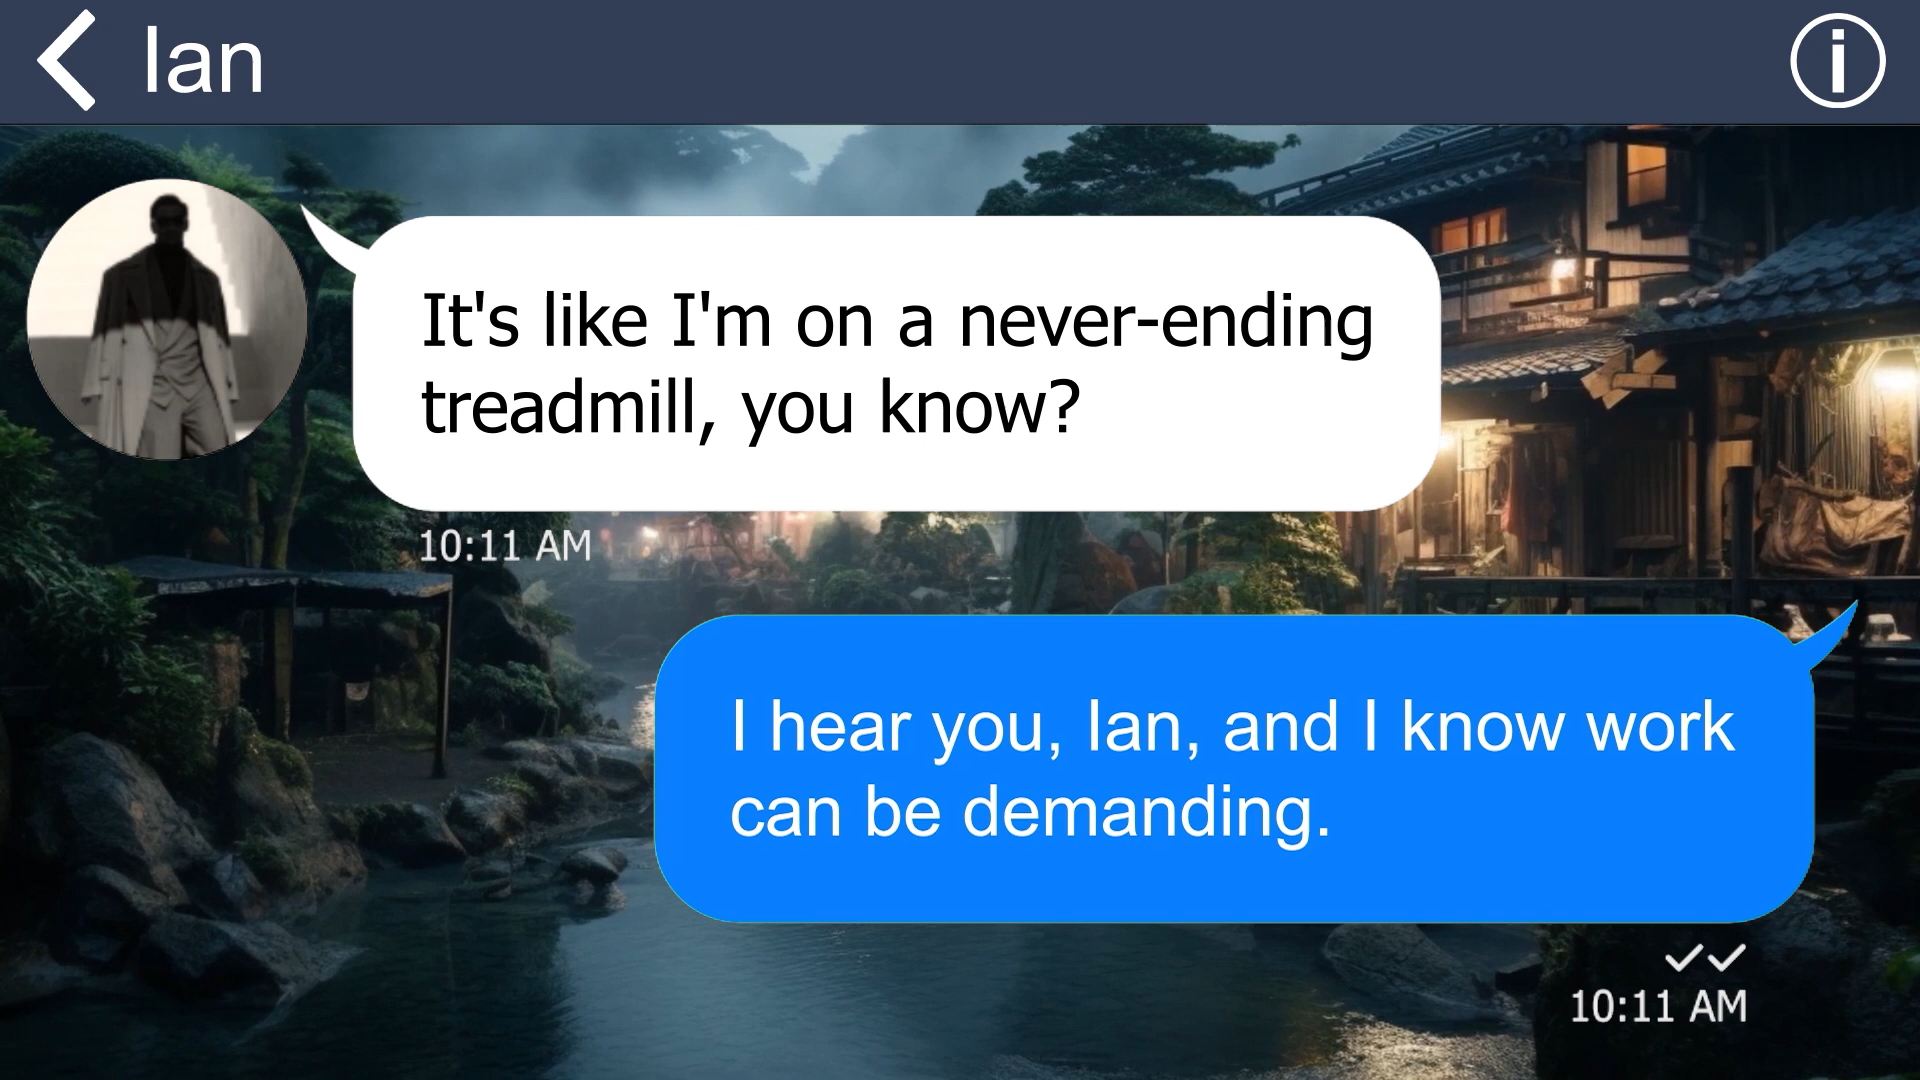 Ian
It's like I'm on a never-ending
treadmill, you know?
10:11 AM
I hear you, Ian, and I know work
can be demanding.
10:11 AM